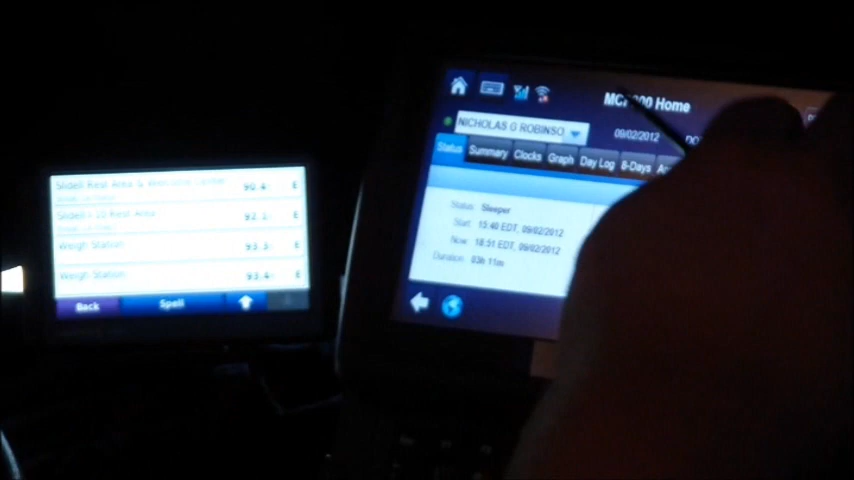 Slidell Rest Area & Welcome Center
90.4 E
Slidell I-10 Rest Area
92.1 E
Weigh Station
93.3 E
Weigh Station
93.4 E
Back
Spell
Home
NICHOLAS G ROBINSO
09/02/2012
Status Summary Clocks Graph Day Log 8-Days
Status: Sleeper
Start: 15:40 EDT, 09/02/2012
Now: 18:51 EDT, 09/02/2012
Duration: 03h 11m